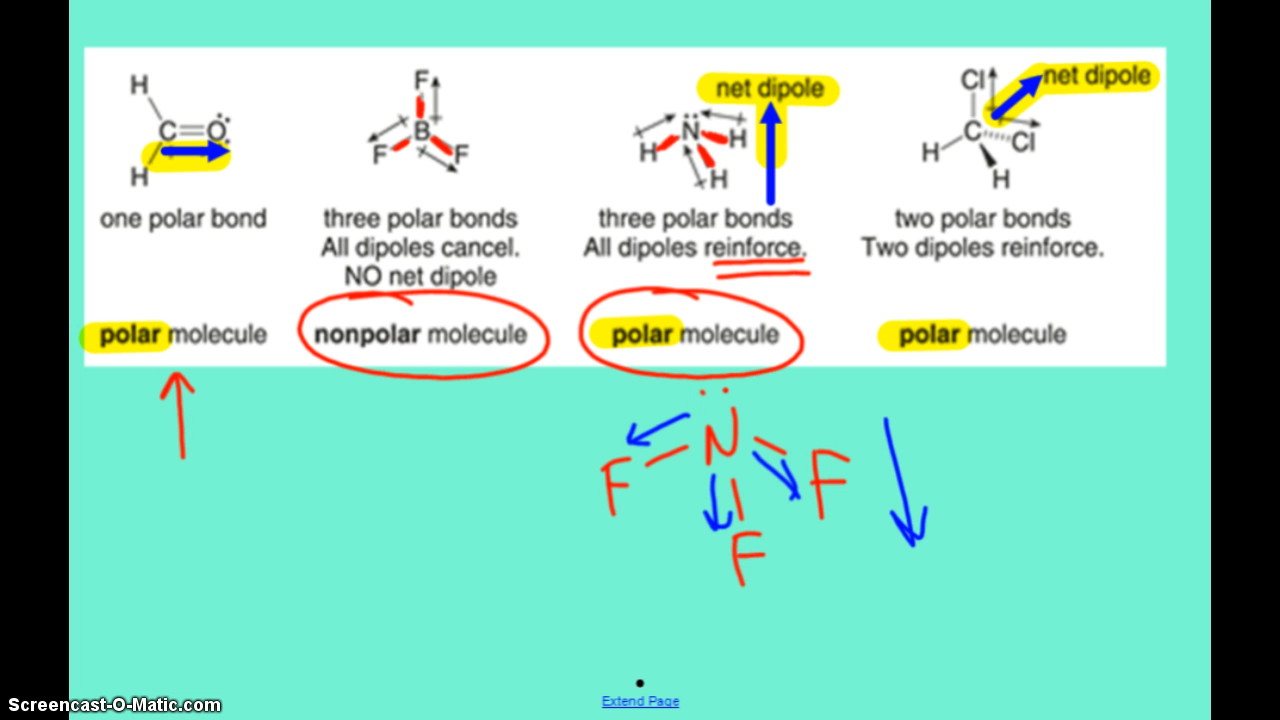 H
C=O
H
one polar bond
polar molecule
F
B
F F
three polar bonds
All dipoles cancel.
NO net dipole
nonpolar molecule
net dipole
N
H H
H
three polar bonds
All dipoles reinforce.
polar molecule
Cl net dipole
C Cl
H
H
two polar bonds
Two dipoles reinforce.
polar molecule
N
F F
F
Extend Page
Screencast-O-Matic.com